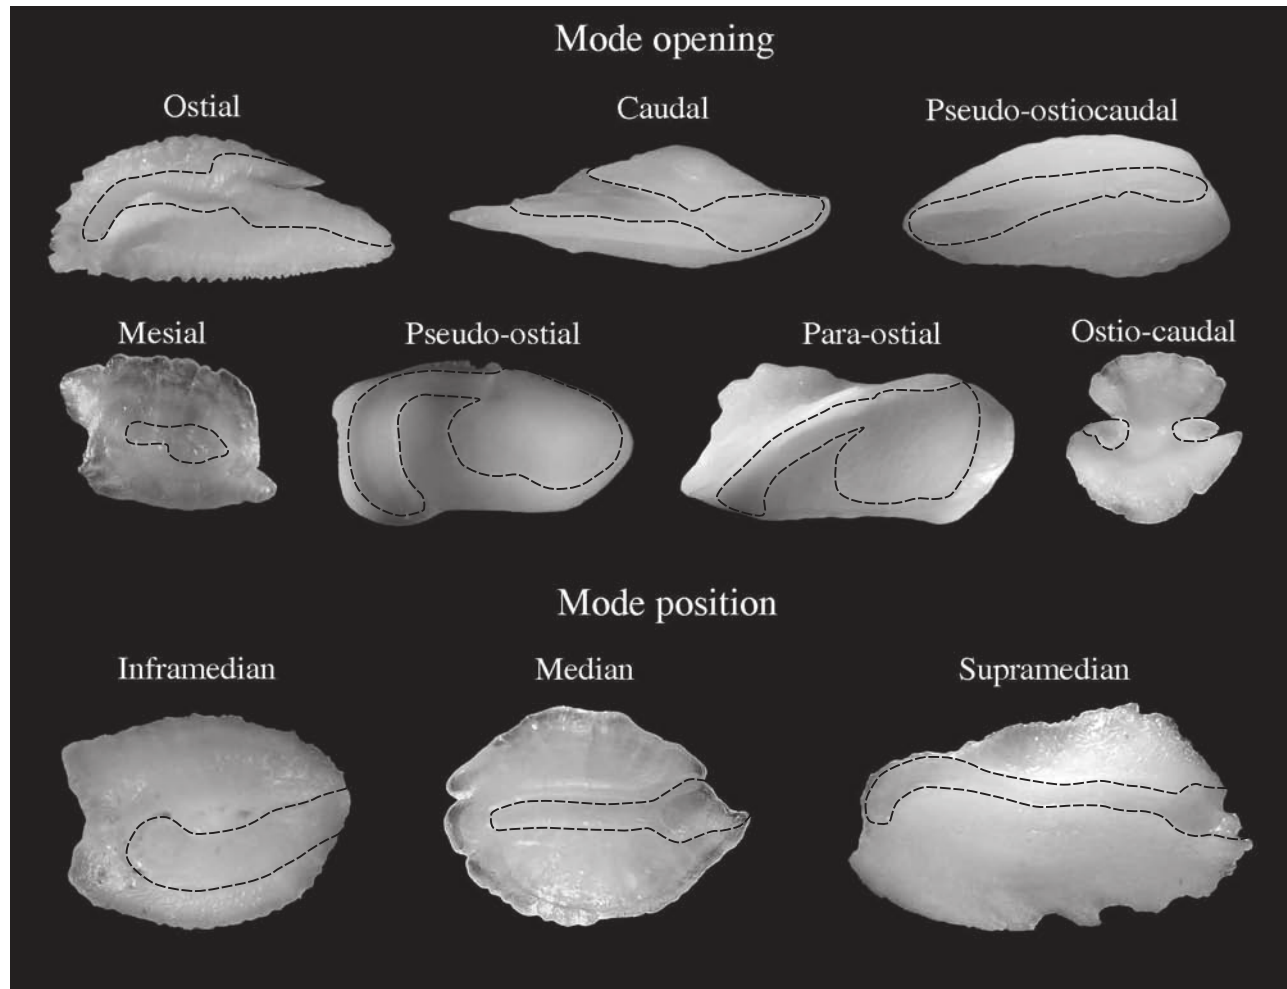 Mode opening
Ostial
Caudal
Pseudo-ostiocaudal
Mesial
Pseudo-ostial
Para-ostial
Ostio-caudal
Mode position
Inframedian
Median
Supramedian